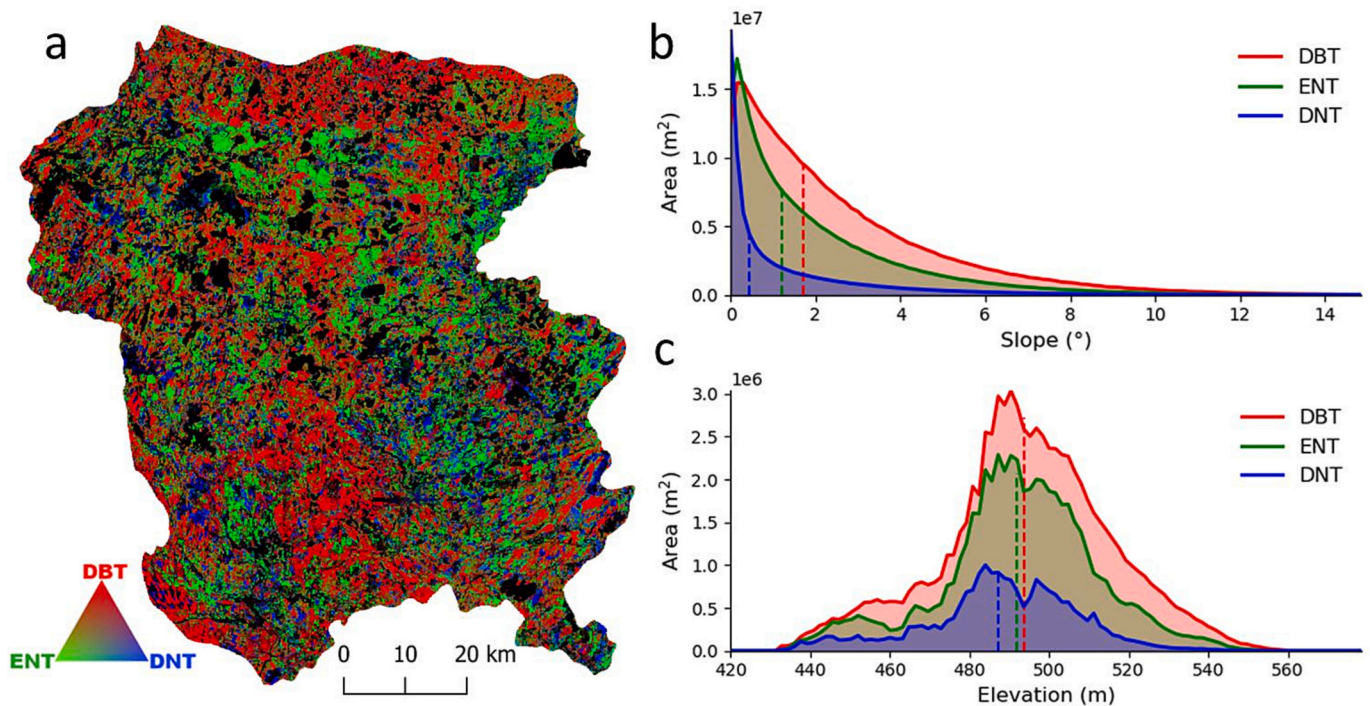 a
DBT
ENT
DNT
0 10 20 km
b
1e7
Area (m²)
1.5
1.0
0.5
0.0
0 2 4 6 8 10 12 14
Slope (°)
DBT
ENT
DNT
c
1e6
Area (m²)
3.0
2.5
2.0
1.5
1.0
0.5
0.0
420 440 460 480 500 520 540 560
Elevation (m)
DBT
ENT
DNT